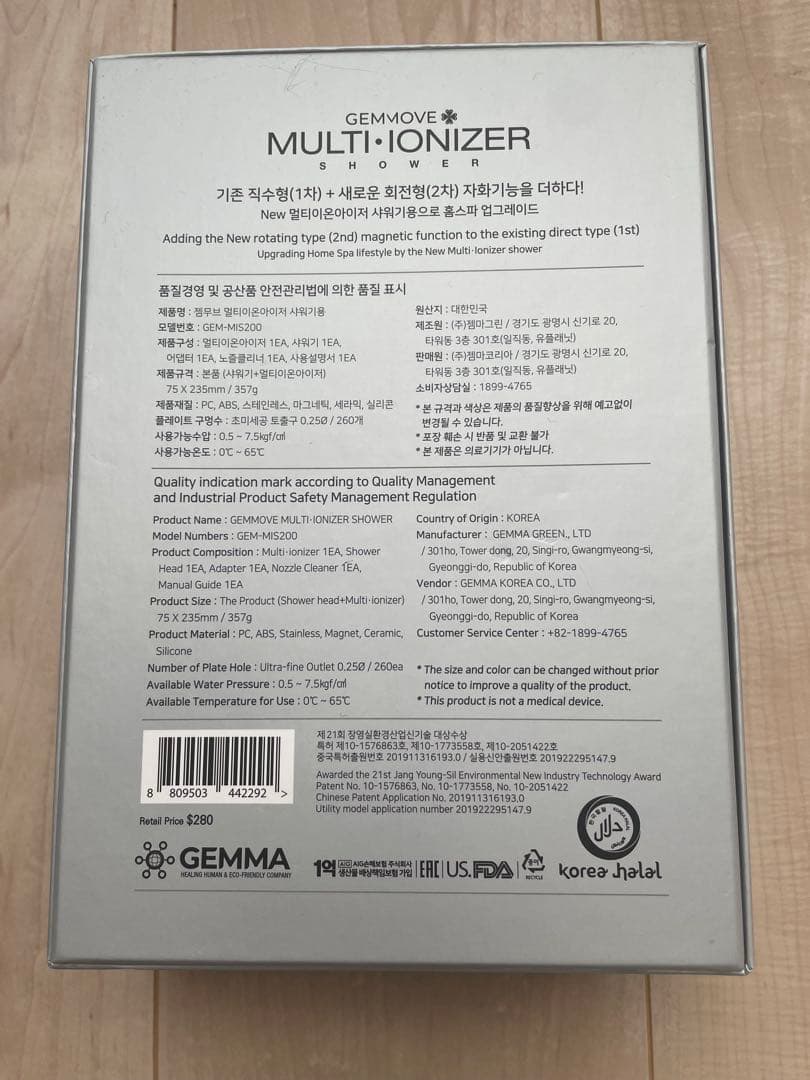 GEMMOVE
MULTI·IONIZER
SHOWER
기존 직수형(1차) + 새로운 회전형(2차) 자화기능을 더하다!
New 멀티이온아이저 샤워기용으로 홈스파 업그레이드
Adding the New rotating type (2nd) magnetic function to the existing direct type (1st)
Upgrading Home Spa lifestyle by the New Multi·Ionizer shower
품질경영 및 공산품 안전관리법에 의한 품질 표시
제품명 : 젬무브 멀티이온아이저 샤워기용
모델번호 : GEM-MIS200
제품구성 : 멀티이온아이저 1EA, 샤워기 1EA,
어댑터 1EA, 노즐클리너 1EA, 사용설명서 1EA
제품규격 : 본품 (샤워기+멀티이온아이저)
75 X 235mm / 357g
제품재질 : PC, ABS, 스테인레스, 마그네틱, 세라믹, 실리콘
플레이트 구멍수 : 초미세공 토출구 0.25Ø / 260개
사용가능수압 : 0.5 ~ 7.5kgf/㎠
사용가능온도 : 0℃ ~ 65℃
원산지 : 대한민국
제조원 : (주)젬마그린 / 경기도 광명시 신기로 20,
타워동 3층 301호(일직동, 유플래닛)
판매원 : (주)젬마코리아 / 경기도 광명시 신기로 20,
타워동 3층 301호(일직동, 유플래닛)
소비자상담실 : 1899-4765
* 본 규격과 색상은 제품의 품질향상을 위해 예고없이
변경될 수 있습니다.
* 포장 훼손 시 반품 및 교환 불가
* 본 제품은 의료기기가 아닙니다.
Quality indication mark according to Quality Management
and Industrial Product Safety Management Regulation
Product Name : GEMMOVE MULTI·IONIZER SHOWER
Model Numbers : GEM-MIS200
Product Composition : Multi·ionizer 1EA, Shower
Head 1EA, Adapter 1EA, Nozzle Cleaner 1EA,
Manual Guide 1EA
Product Size : The Product (Shower head+Multi·ionizer)
75 X 235mm / 357g
Product Material : PC, ABS, Stainless, Magnet, Ceramic,
Silicone
Number of Plate Hole : Ultra-fine Outlet 0.25Ø / 260ea
Available Water Pressure : 0.5 ~ 7.5kgf/㎠
Available Temperature for Use : 0℃ ~ 65℃
Country of Origin : KOREA
Manufacturer : GEMMA GREEN., LTD
/ 301ho, Tower dong, 20, Singi-ro, Gwangmyeong-si,
Gyeonggi-do, Republic of Korea
Vendor : GEMMA KOREA CO., LTD
/ 301ho, Tower dong, 20, Singi-ro, Gwangmyeong-si,
Gyeonggi-do, Republic of Korea
Customer Service Center : +82-1899-4765
* The size and color can be changed without prior
notice to improve a quality of the product.
* This product is not a medical device.
8 809503 442292 >
Retail Price $280
제 21회 장영실환경산업신기술 대상수상
특허 제10-1576863호, 제10-1773558호, 제10-2051422호
중국특허출원번호 201911316193.0 / 실용신안출원번호 201922295147.9
Awarded the 21st Jang Young-Sil Environmental New Industry Technology Award
Patent No. 10-1576863, No. 10-1773558, No. 10-2051422
Chinese Patent Application No. 201911316193.0
Utility model application number 201922295147.9
GEMMA
HEALING HUMAN & ECO-FRIENDLY COMPANY
1억 AIG AIG손해보험 주식회사
생산물 배상책임보험 가입
EAC
US.FDA
종이
RECYCLE
KOREA HALAL
حلال
korea halal